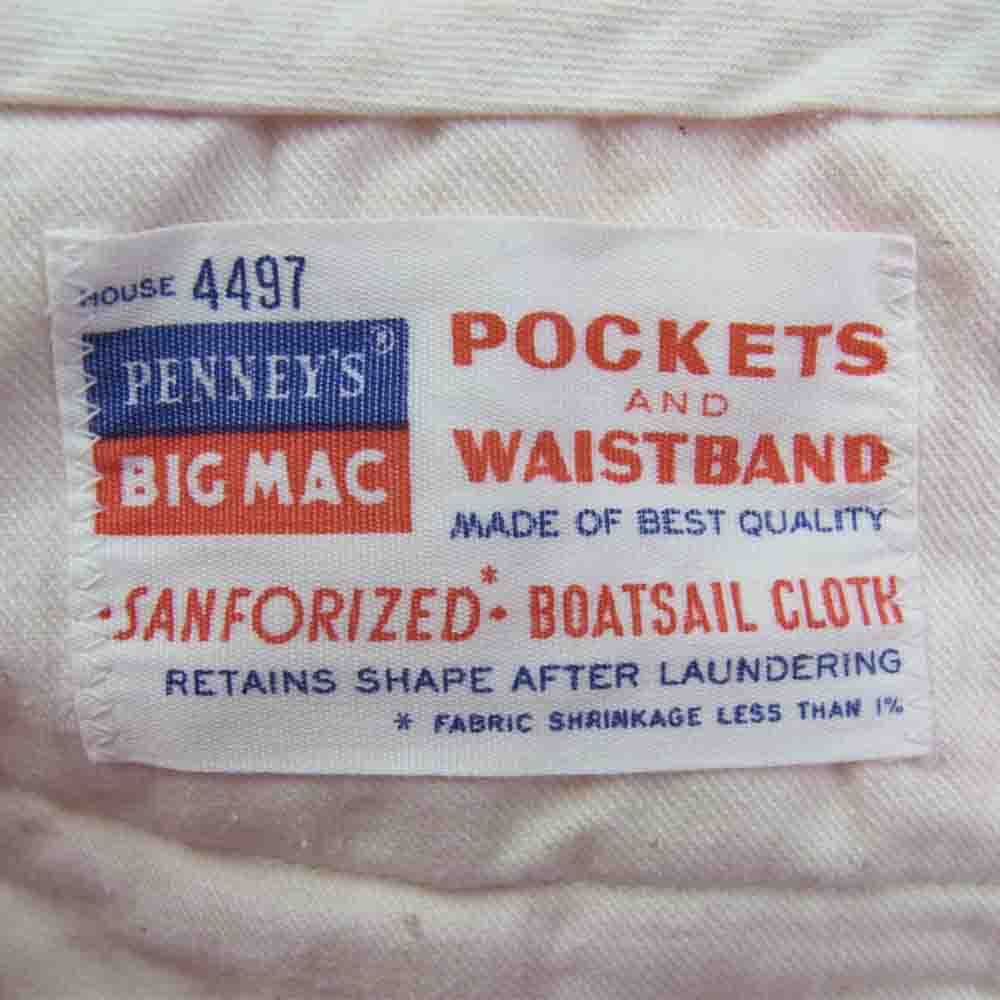 HOUSE 4497
PENNEY'S®
BIG MAC
POCKETS
AND
WAISTBAND
MADE OF BEST QUALITY
·SANFORIZED*· BOATSAIL CLOTH
RETAINS SHAPE AFTER LAUNDERING
* FABRIC SHRINKAGE LESS THAN 1%